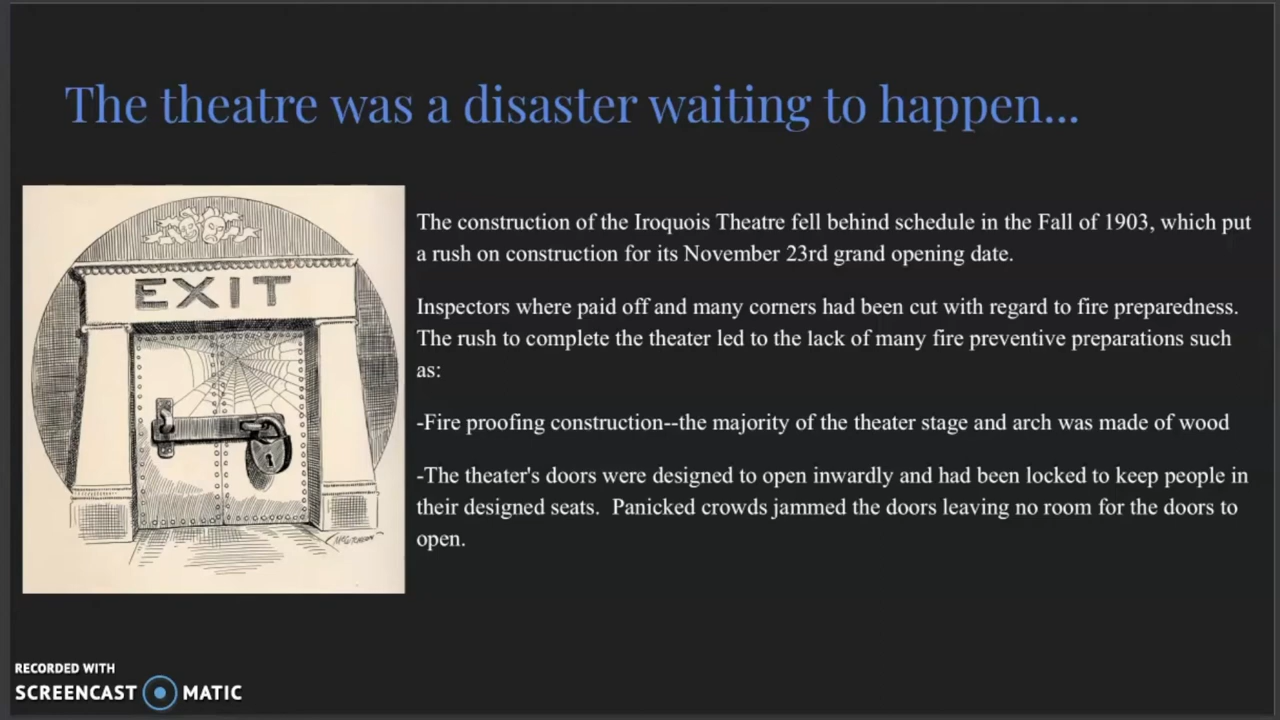 The theatre was a disaster waiting to happen...
EXIT
The construction of the Iroquois Theatre fell behind schedule in the Fall of 1903, which put
a rush on construction for its November 23rd grand opening date.
Inspectors where paid off and many corners had been cut with regard to fire preparedness.
The rush to complete the theater led to the lack of many fire preventive preparations such
as:
-Fire proofing construction--the majority of the theater stage and arch was made of wood
-The theater's doors were designed to open inwardly and had been locked to keep people in
their designed seats.  Panicked crowds jammed the doors leaving no room for the doors to
open.
RECORDED WITH
SCREENCAST MATIC